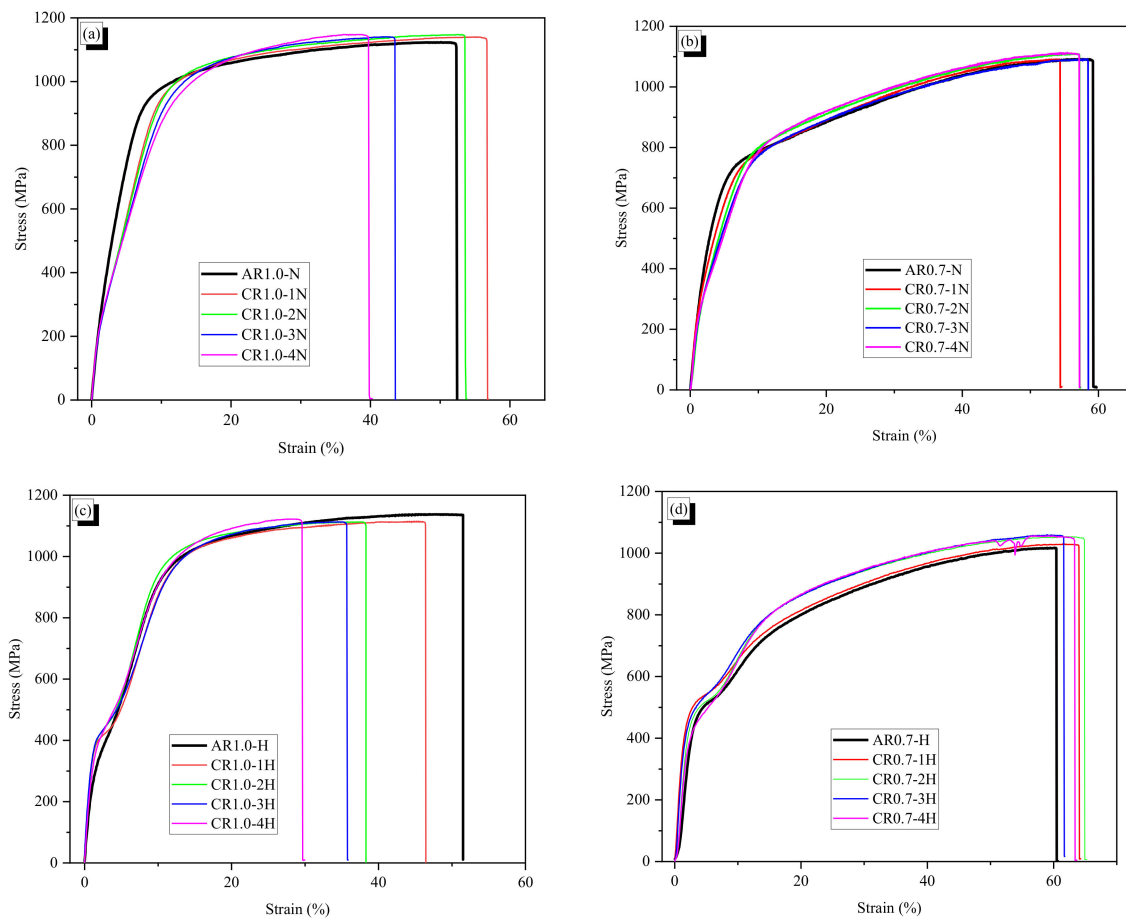 (a)
1200
1000
800
600
400
200
0
Stress (MPa)
AR1.0-N
CR1.0-1N
CR1.0-2N
CR1.0-3N
CR1.0-4N
0 20 40 60
Strain (%)
(b)
1200
1000
800
600
400
200
0
Stress (MPa)
AR0.7-N
CR0.7-1N
CR0.7-2N
CR0.7-3N
CR0.7-4N
0 20 40 60
Strain (%)
(c)
1200
1000
800
600
400
200
0
Stress (MPa)
AR1.0-H
CR1.0-1H
CR1.0-2H
CR1.0-3H
CR1.0-4H
0 20 40 60
Strain (%)
(d)
1200
1000
800
600
400
200
0
Stress (MPa)
AR0.7-H
CR0.7-1H
CR0.7-2H
CR0.7-3H
CR0.7-4H
0 20 40 60
Strain (%)